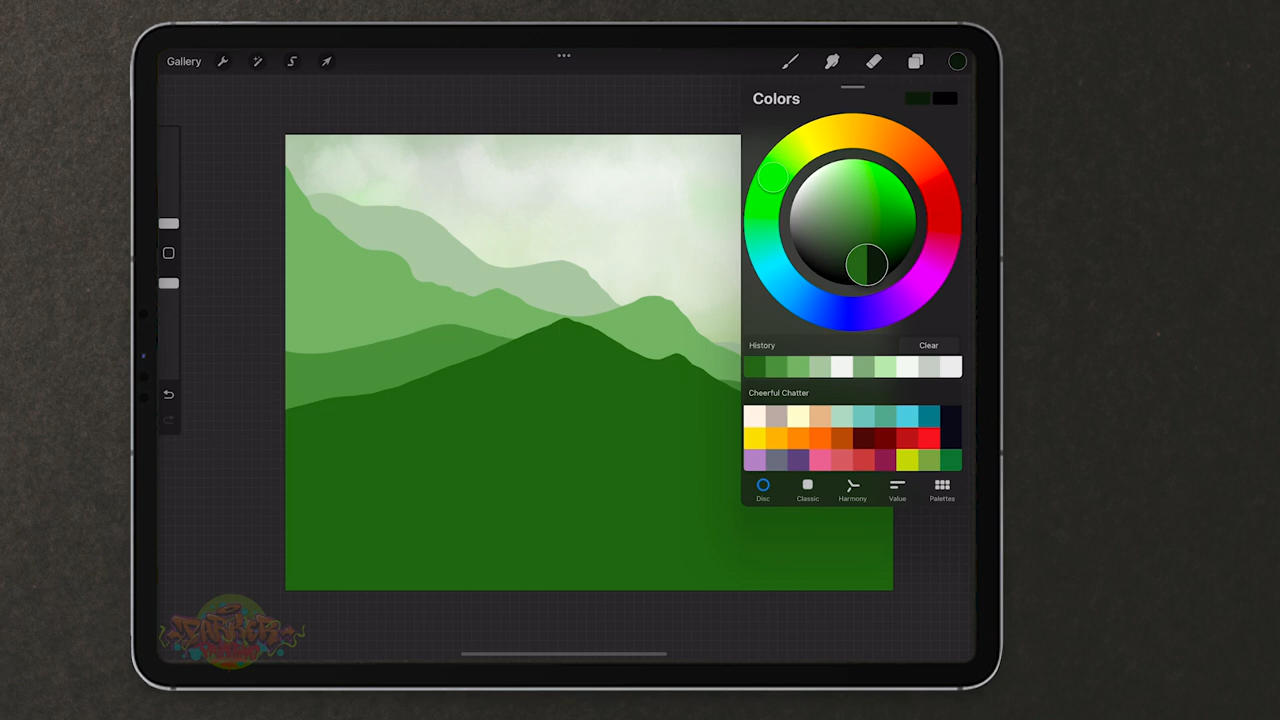 Gallery
Colors
History
Clear
Cheerful Chatter
Disc
Classic
Harmony
Value
Palettes